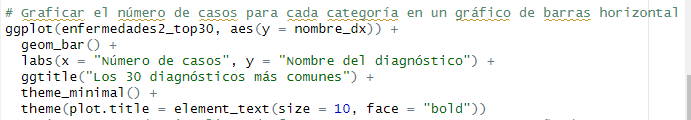 # Graficar el número de casos para cada categoría en un gráfico de barras horizontal
ggplot(enfermedades2_top30, aes(y = nombre_dx)) +
  geom_bar() +
  labs(x = "Número de casos", y = "Nombre del diagnóstico") +
  ggtitle("Los 30 diagnósticos más comunes") +
  theme_minimal() +
  theme(plot.title = element_text(size = 10, face = "bold"))